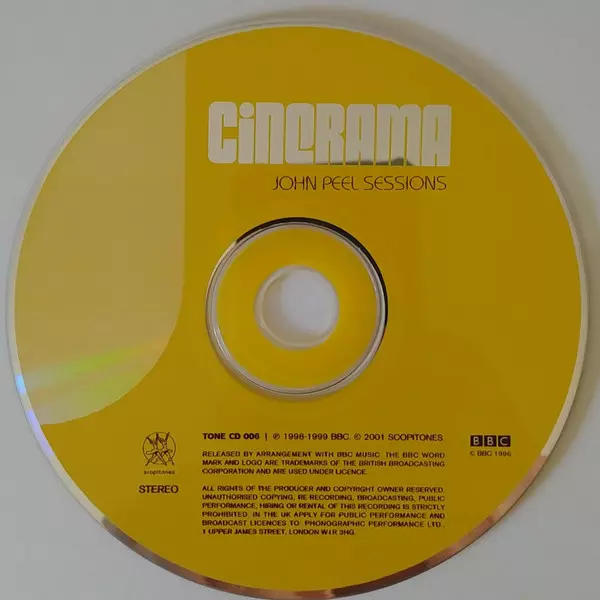 CINERAMA
JOHN PEEL SESSIONS
TONE CD 006 | ℗ 1998-1999 BBC. © 2001 SCOPITONES.
RELEASED BY ARRANGEMENT WITH BBC MUSIC. THE BBC WORD
MARK AND LOGO ARE TRADEMARKS OF THE BRITISH BROADCASTING
CORPORATION AND ARE USED UNDER LICENCE.
BBC
© BBC 1996
scopitones
STEREO
ALL RIGHTS OF THE PRODUCER AND COPYRIGHT OWNER RESERVED.
UNAUTHORISED COPYING, RE RECORDING, BROADCASTING, PUBLIC
PERFORMANCE, HIRING OR RENTAL OF THIS RECORDING IS STRICTLY
PROHIBITED. IN THE UK APPLY FOR PUBLIC PERFORMANCE AND
BROADCAST LICENCES TO PHONOGRAPHIC PERFORMANCE LTD.,
1 UPPER JAMES STREET, LONDON W1R 3HG.